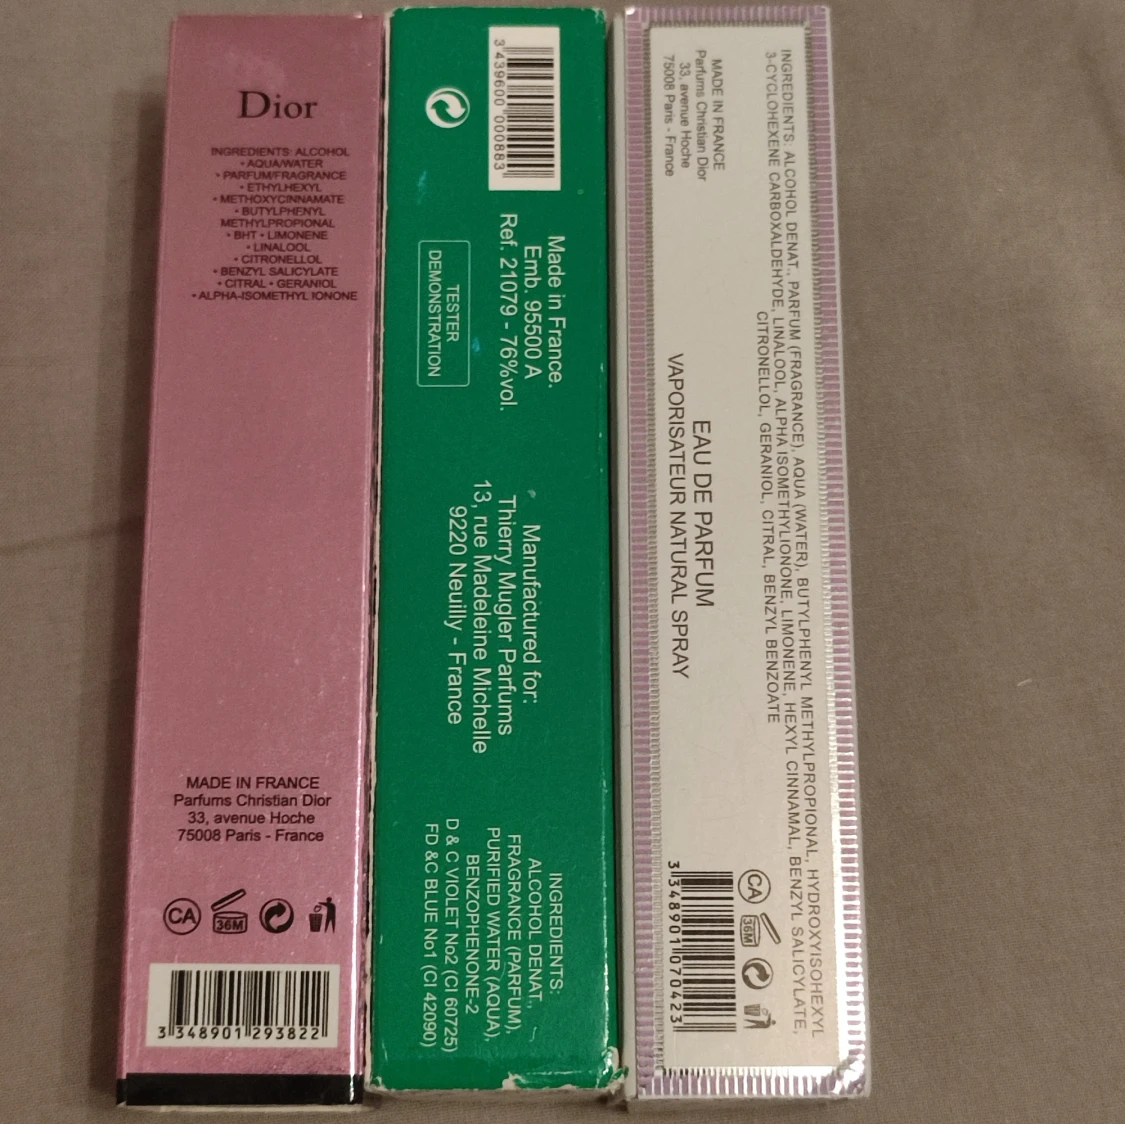 Dior
INGREDIENTS: ALCOHOL
• AQUA/WATER
• PARFUM/FRAGRANCE
• ETHYLHEXYL
• METHOXYCINNAMATE
• BUTYLPHENYL
METHYLPROPIONAL
• BHT • LIMONENE
• LINALOOL
• CITRONELLOL
• BENZYL SALICYLATE
• CITRAL • GERANIOL
• ALPHA-ISOMETHYL IONONE
MADE IN FRANCE
Parfums Christian Dior
33, avenue Hoche
75008 Paris - France
CA
36M
3 348901 293822
3 439600 000883
Made in France.
Emb. 95500 A
Ref. 21079 - 76%vol.
TESTER
DEMONSTRATION
Manufactured for:
Thierry Mugler Parfums
13, rue Madeleine Michelle
9220 Neuilly - France
INGREDIENTS:
ALCOHOL DENAT.,
FRAGRANCE (PARFUM),
PURIFIED WATER (AQUA),
BENZOPHENONE-2
D & C VIOLET No2 (CI 60725)
FD &C BLUE No1 (CI 42090)
INGREDIENTS: ALCOHOL DENAT., PARFUM (FRAGRANCE), AQUA (WATER), BUTYLPHENYL METHYLPROPIONAL, HYDROXYISOHEXYL
3-CYCLOHEXENE CARBOXALDEHYDE, LINALOOL, ALPHA ISOMETHYLIONONE, LIMONENE, HEXYL CINNAMAL, BENZYL SALICYLATE,
CITRONELLOL, GERANIOL, CITRAL, BENZYL BENZOATE
MADE IN FRANCE
Parfums Christian Dior
33, avenue Hoche
75008 Paris - France
EAU DE PARFUM
VAPORISATEUR NATURAL SPRAY
CA
36M
3 348901 070423